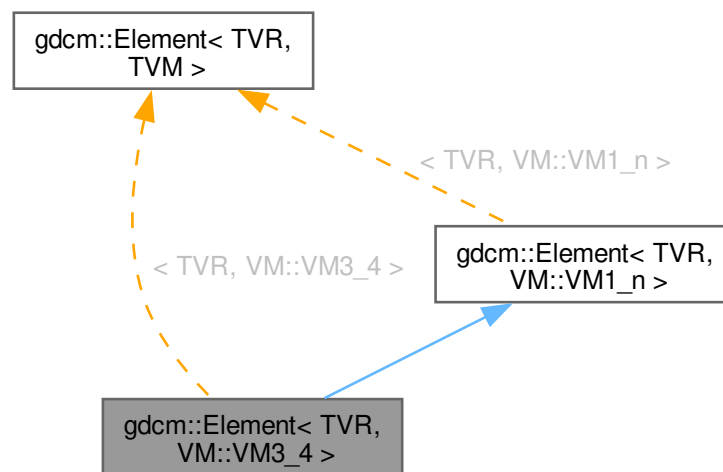 gdcm::Element< TVR,
TVM >
< TVR, VM::VM1_n >
gdcm::Element< TVR,
VM::VM1_n >
< TVR, VM::VM3_4 >
gdcm::Element< TVR,
VM::VM3_4 >